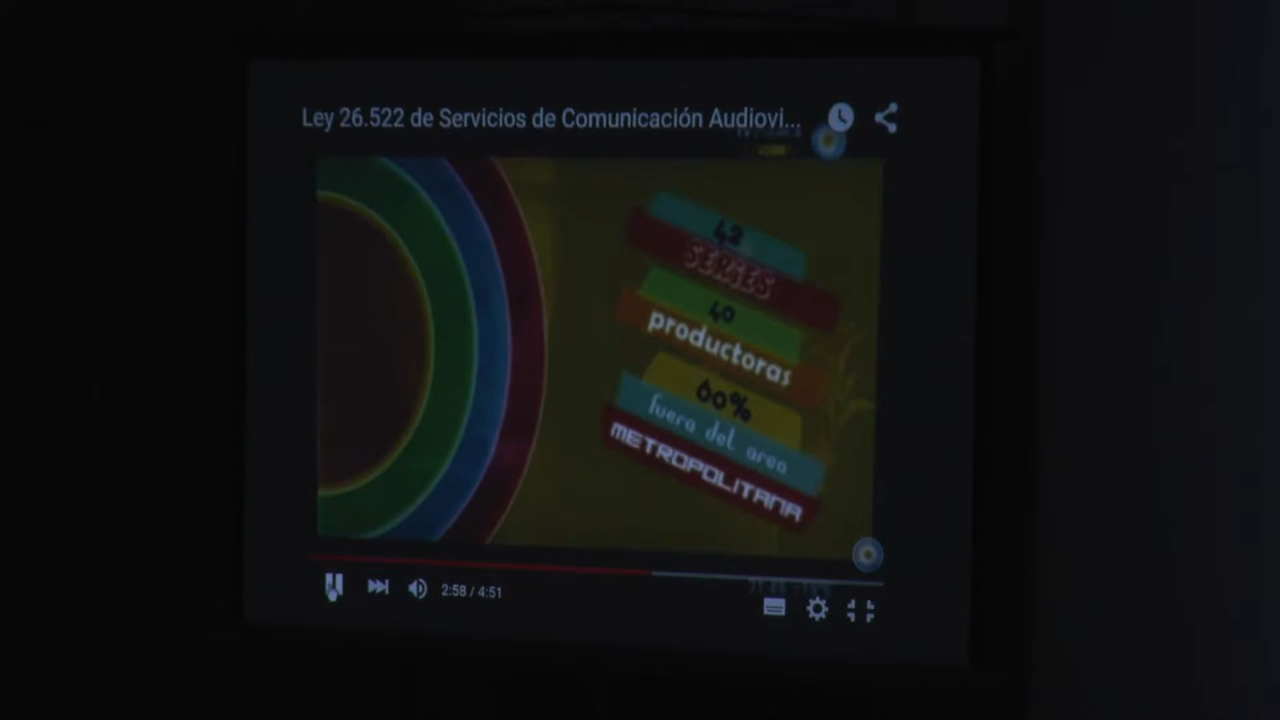 Ley 26.522 de Servicios de Comunicación Audiovi...
42
SERIES
40
productoras
60%
fuera del area
METROPOLITANA
2:58 / 4:51